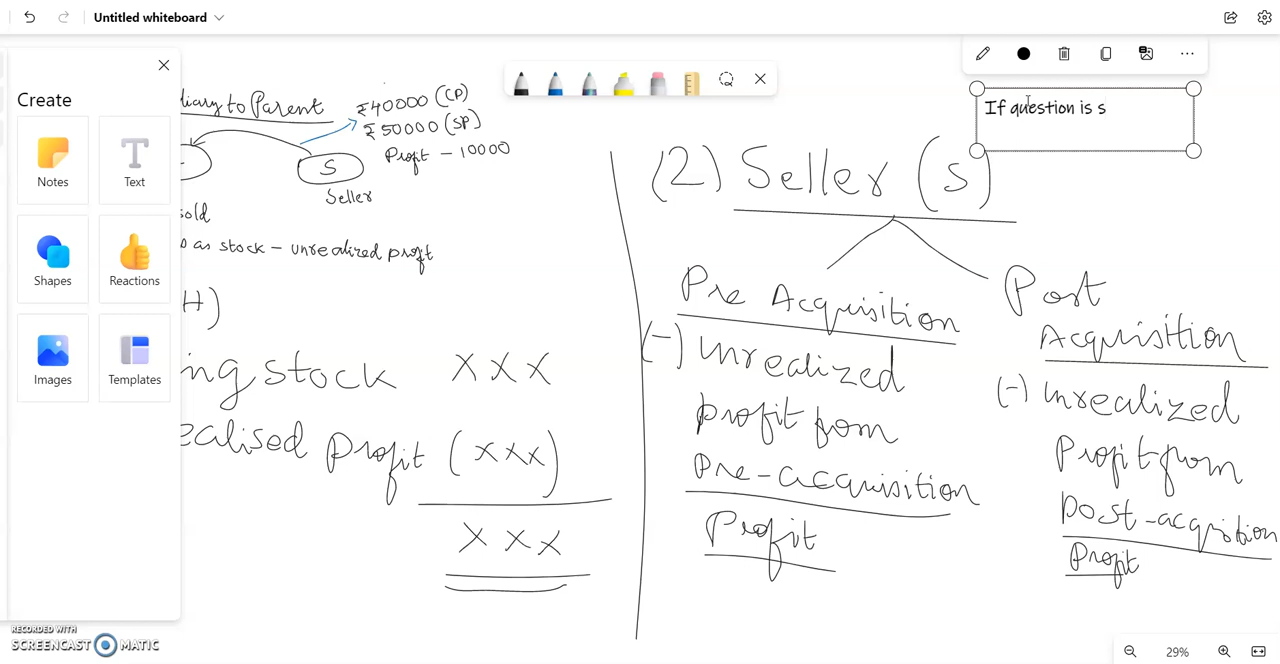 Untitled whiteboard
Create
Notes
Text
Shapes
Reactions
Images
Templates
diary to Parent
₹40000 (CP)
₹50000 (SP)
Profit - 10000
S
Seller
sold
as stock - unrealized profit
H)
ing stock XXX
ealised profit (XXX)
XXX
If question is s
(2) Seller (S)
Pre Acquisition
(-) Unrealized
profit from
Pre-acquisition
Profit
Post
Acquisition
(-) Unrealized
Profit from
post-acqistion
Profit
RECORDED WITH
SCREENCAST MATIC
29%